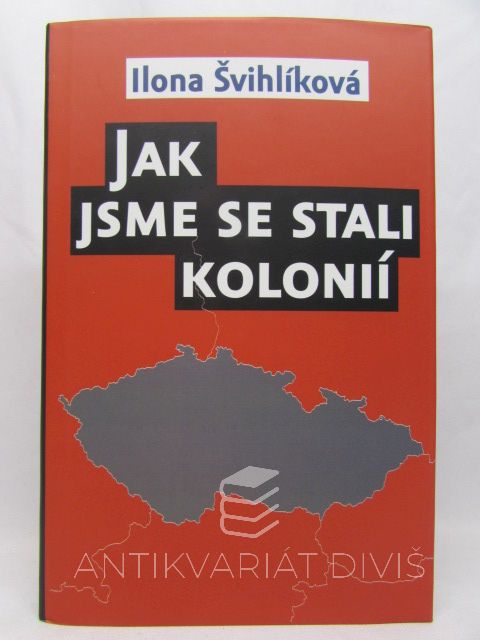 Ilona Švihlíková
JAK
JSME SE STALI
KOLONIÍ
ANTIKVARIÁT DIVIŠ